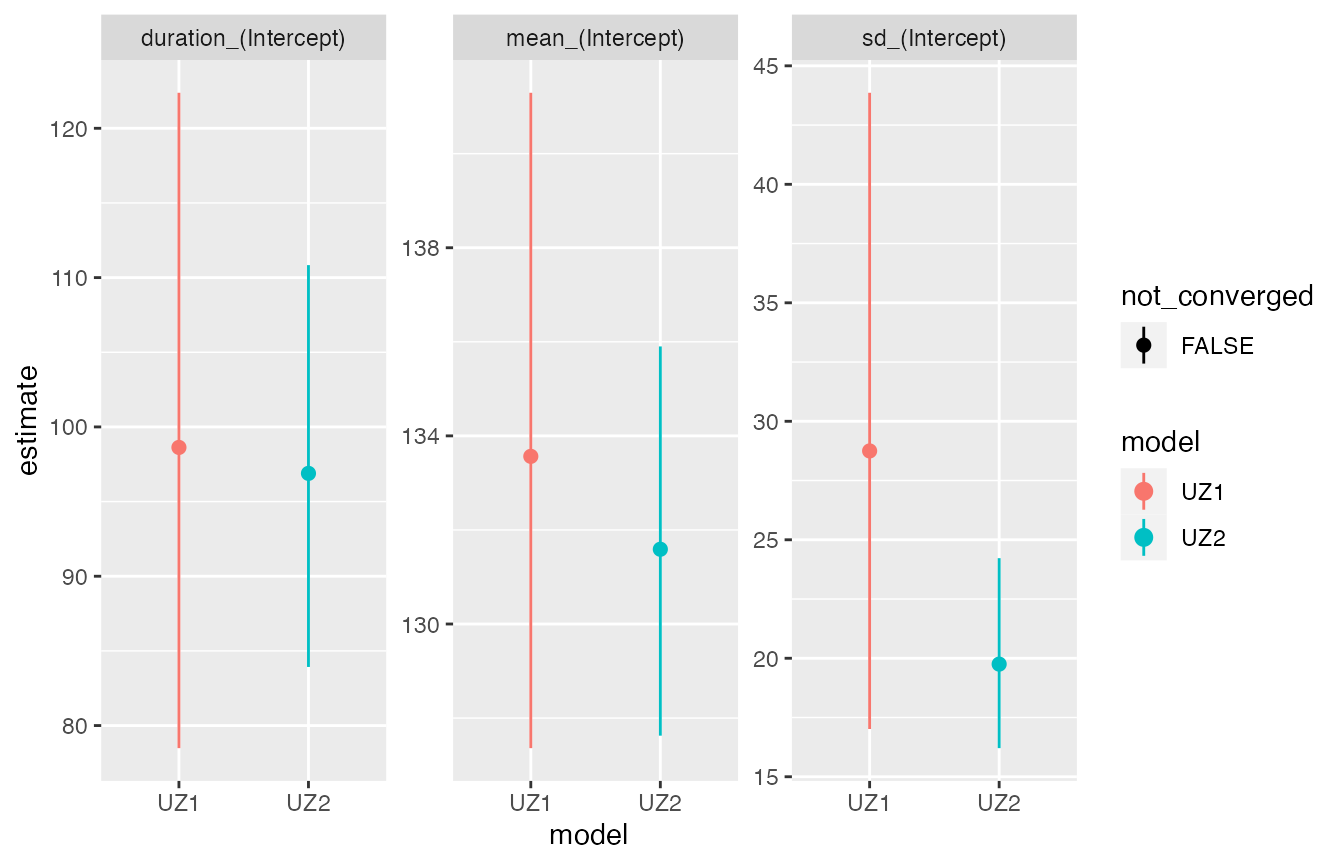 duration_(Intercept)
mean_(Intercept)
sd_(Intercept)
estimate
120
110
100
90
80
138
134
130
45
40
35
30
25
20
15
UZ1
UZ2
UZ1
UZ2
UZ1
UZ2
model
not_converged
FALSE
model
UZ1
UZ2